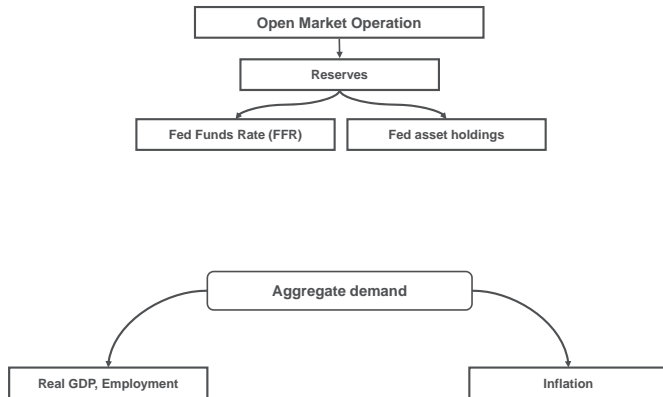 Open Market Operation
Reserves
Fed Funds Rate (FFR)
Fed asset holdings
Aggregate demand
Real GDP, Employment
Inflation